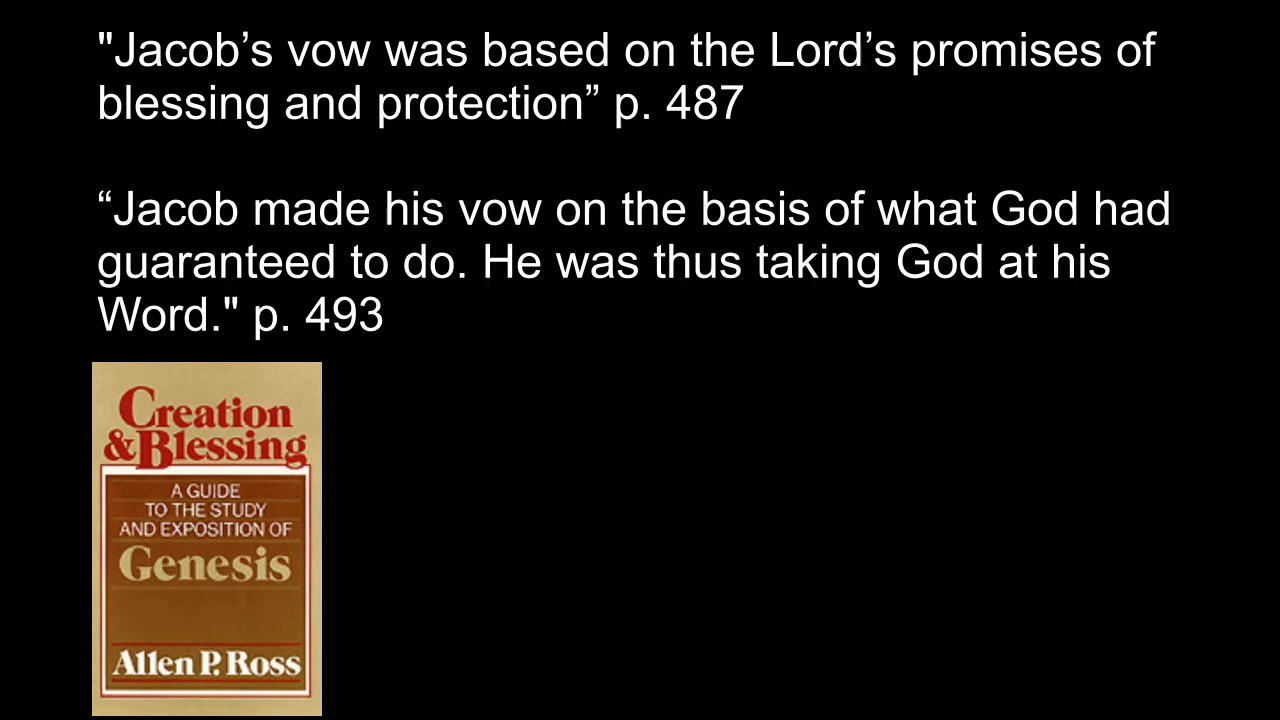 "Jacob’s vow was based on the Lord’s promises of
blessing and protection” p. 487
“Jacob made his vow on the basis of what God had
guaranteed to do. He was thus taking God at his
Word." p. 493
Creation
& Blessing
A GUIDE
TO THE STUDY
AND EXPOSITION OF
Genesis
Allen P. Ross